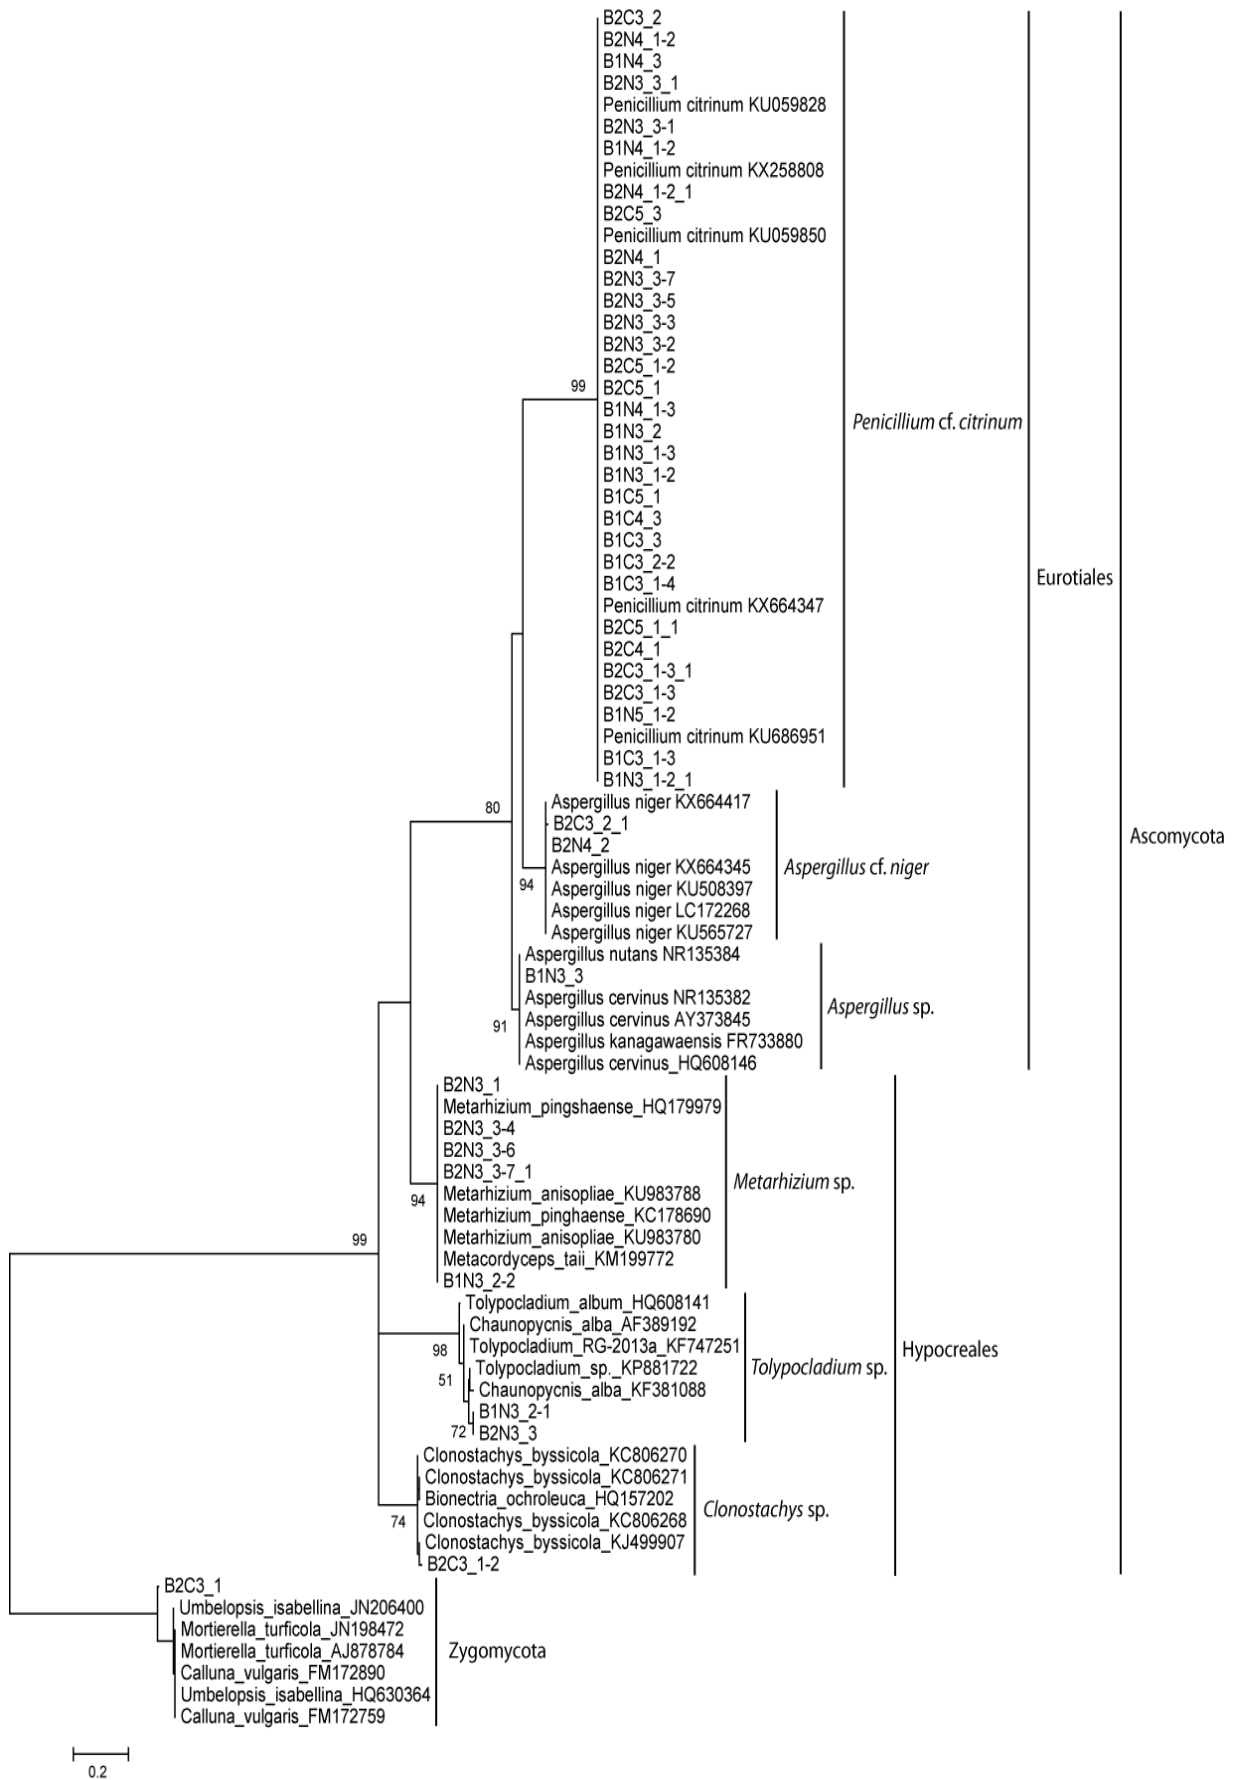 B2C3_2
B2N4_1-2
B1N4_3
B2N3_3_1
Penicillium citrinum KU059828
B2N3_3-1
B1N4_1-2
Penicillium citrinum KX258808
B2N4_1-2_1
B2C5_3
Penicillium citrinum KU059850
B2N4_1
B2N3_3-7
B2N3_3-5
B2N3_3-3
B2N3_3-2
B2C5_1-2
B2C5_1
99
B1N4_1-3
Penicillium cf. citrinum
B1N3_2
B1N3_1-3
B1N3_1-2
B1C5_1
B1C4_3
B1C3_3
B1C3_2-2
Eurotiales
B1C3_1-4
Penicillium citrinum KX664347
B2C5_1_1
B2C4_1
B2C3_1-3_1
B2C3_1-3
B1N5_1-2
Penicillium citrinum KU686951
B1C3_1-3
B1N3_1-2_1
Aspergillus niger KX664417
80
B2C3_2_1
Ascomycota
B2N4_2
Aspergillus niger KX664345
Aspergillus cf. niger
94
Aspergillus niger KU508397
Aspergillus niger LC172268
Aspergillus niger KU565727
Aspergillus nutans NR135384
B1N3_3
Aspergillus cervinus NR135382
Aspergillus sp.
91
Aspergillus cervinus AY373845
Aspergillus kanagawaensis FR733880
Aspergillus cervinus_HQ608146
B2N3_1
Metarhizium_pingshaense_HQ179979
B2N3_3-4
B2N3_3-6
B2N3_3-7_1
Metarhizium sp.
94
Metarhizium_anisopliae_KU983788
Metarhizium_pinghaense_KC178690
99
Metarhizium_anisopliae_KU983780
Metacordyceps_taii_KM199772
B1N3_2-2
Tolypocladium_album_HQ608141
Chaunopycnis_alba_AF389192
98
Tolypocladium_RG-2013a_KF747251
Hypocreales
Tolypocladium_sp._KP881722
Tolypocladium sp.
51
Chaunopycnis_alba_KF381088
B1N3_2-1
72
B2N3_3
Clonostachys_byssicola_KC806270
Clonostachys_byssicola_KC806271
Bionectria_ochroleuca_HQ157202
Clonostachys sp.
74
Clonostachys_byssicola_KC806268
Clonostachys_byssicola_KJ499907
B2C3_1-2
B2C3_1
Umbelopsis_isabellina_JN206400
Mortierella_turficola_JN198472
Mortierella_turficola_AJ878784
Zygomycota
Calluna_vulgaris_FM172890
Umbelopsis_isabellina_HQ630364
Calluna_vulgaris_FM172759
0.2